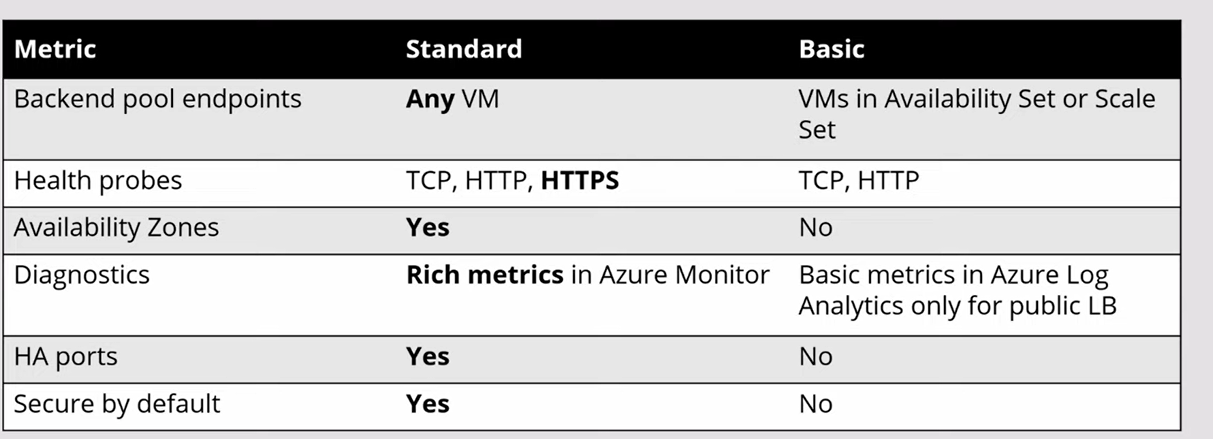 Metric Standard Basic
Backend pool endpoints Any VM VMs in Availability Set or Scale
Set
Health probes TCP, HTTP, HTTPS TCP, HTTP
Availability Zones Yes No
Diagnostics Rich metrics in Azure Monitor Basic metrics in Azure Log
Analytics only for public LB
HA ports Yes No
Secure by default Yes No